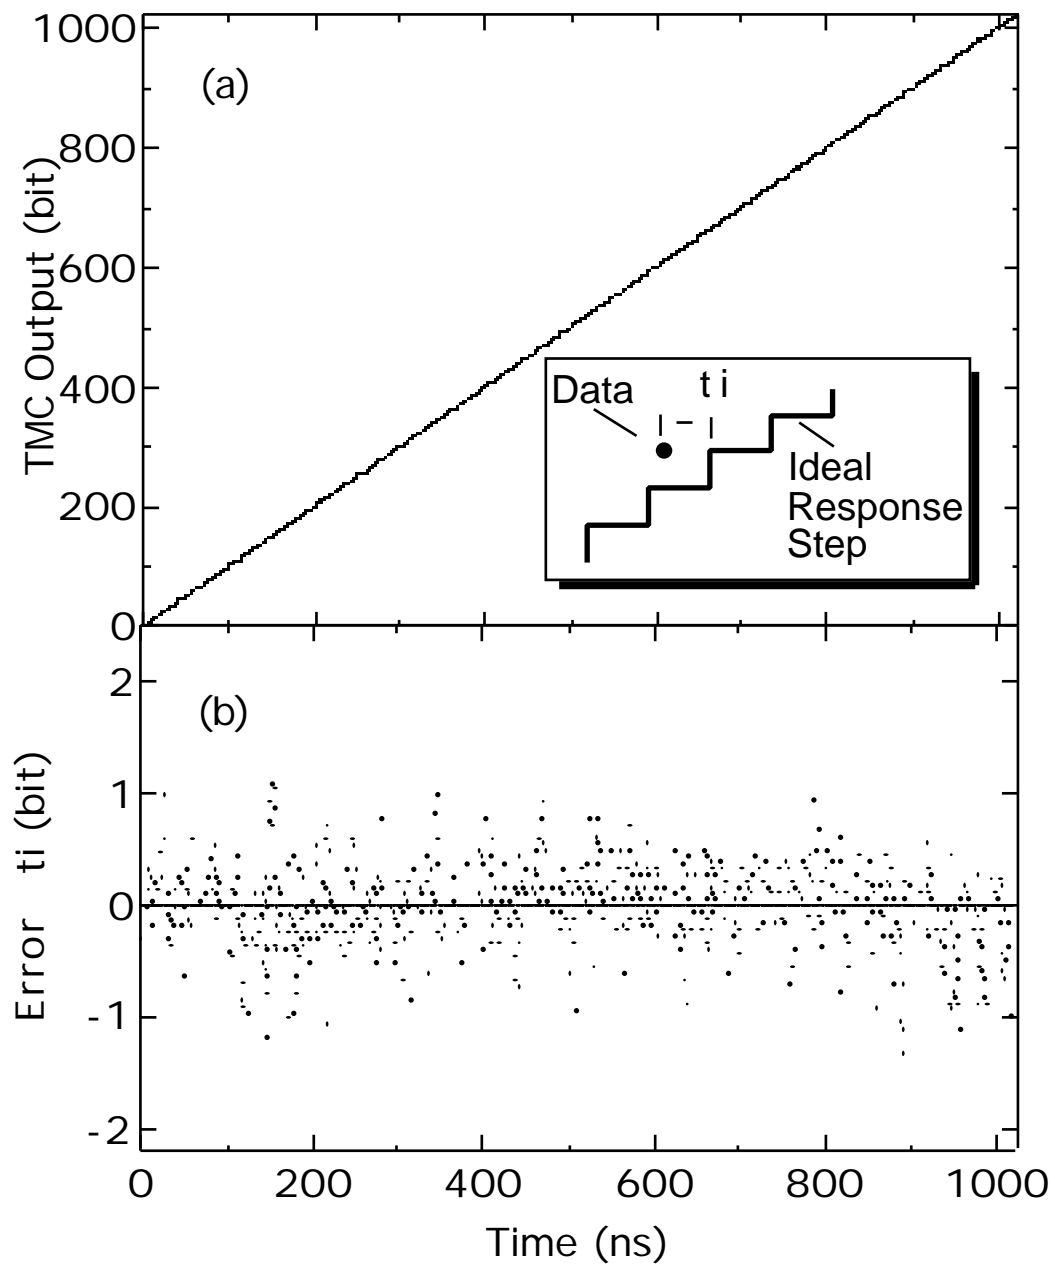 (a)
TMC Output (bit)
1000
800
600
400
200
0
Data
t i
Ideal
Response
Step
(b)
Error ti (bit)
2
1
0
-1
-2
0 200 400 600 800 1000
Time (ns)